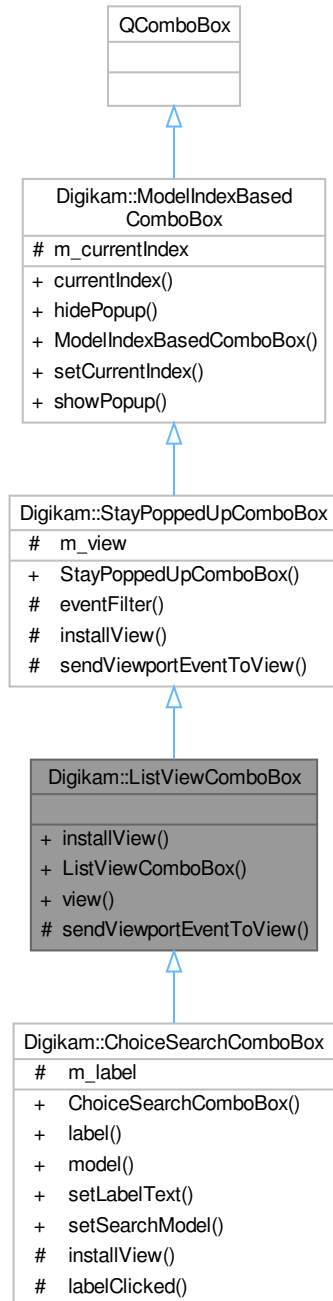 QComboBox
Digikam::ModelIndexBased
ComboBox
# m_currentIndex
+ currentIndex()
+ hidePopup()
+ ModelIndexBasedComboBox()
+ setCurrentIndex()
+ showPopup()
Digikam::StayPoppedUpComboBox
# m_view
+ StayPoppedUpComboBox()
# eventFilter()
# installView()
# sendViewportEventToView()
Digikam::ListViewComboBox
+ installView()
+ ListViewComboBox()
+ view()
# sendViewportEventToView()
Digikam::ChoiceSearchComboBox
# m_label
+ ChoiceSearchComboBox()
+ label()
+ model()
+ setLabelText()
+ setSearchModel()
# installView()
# labelClicked()